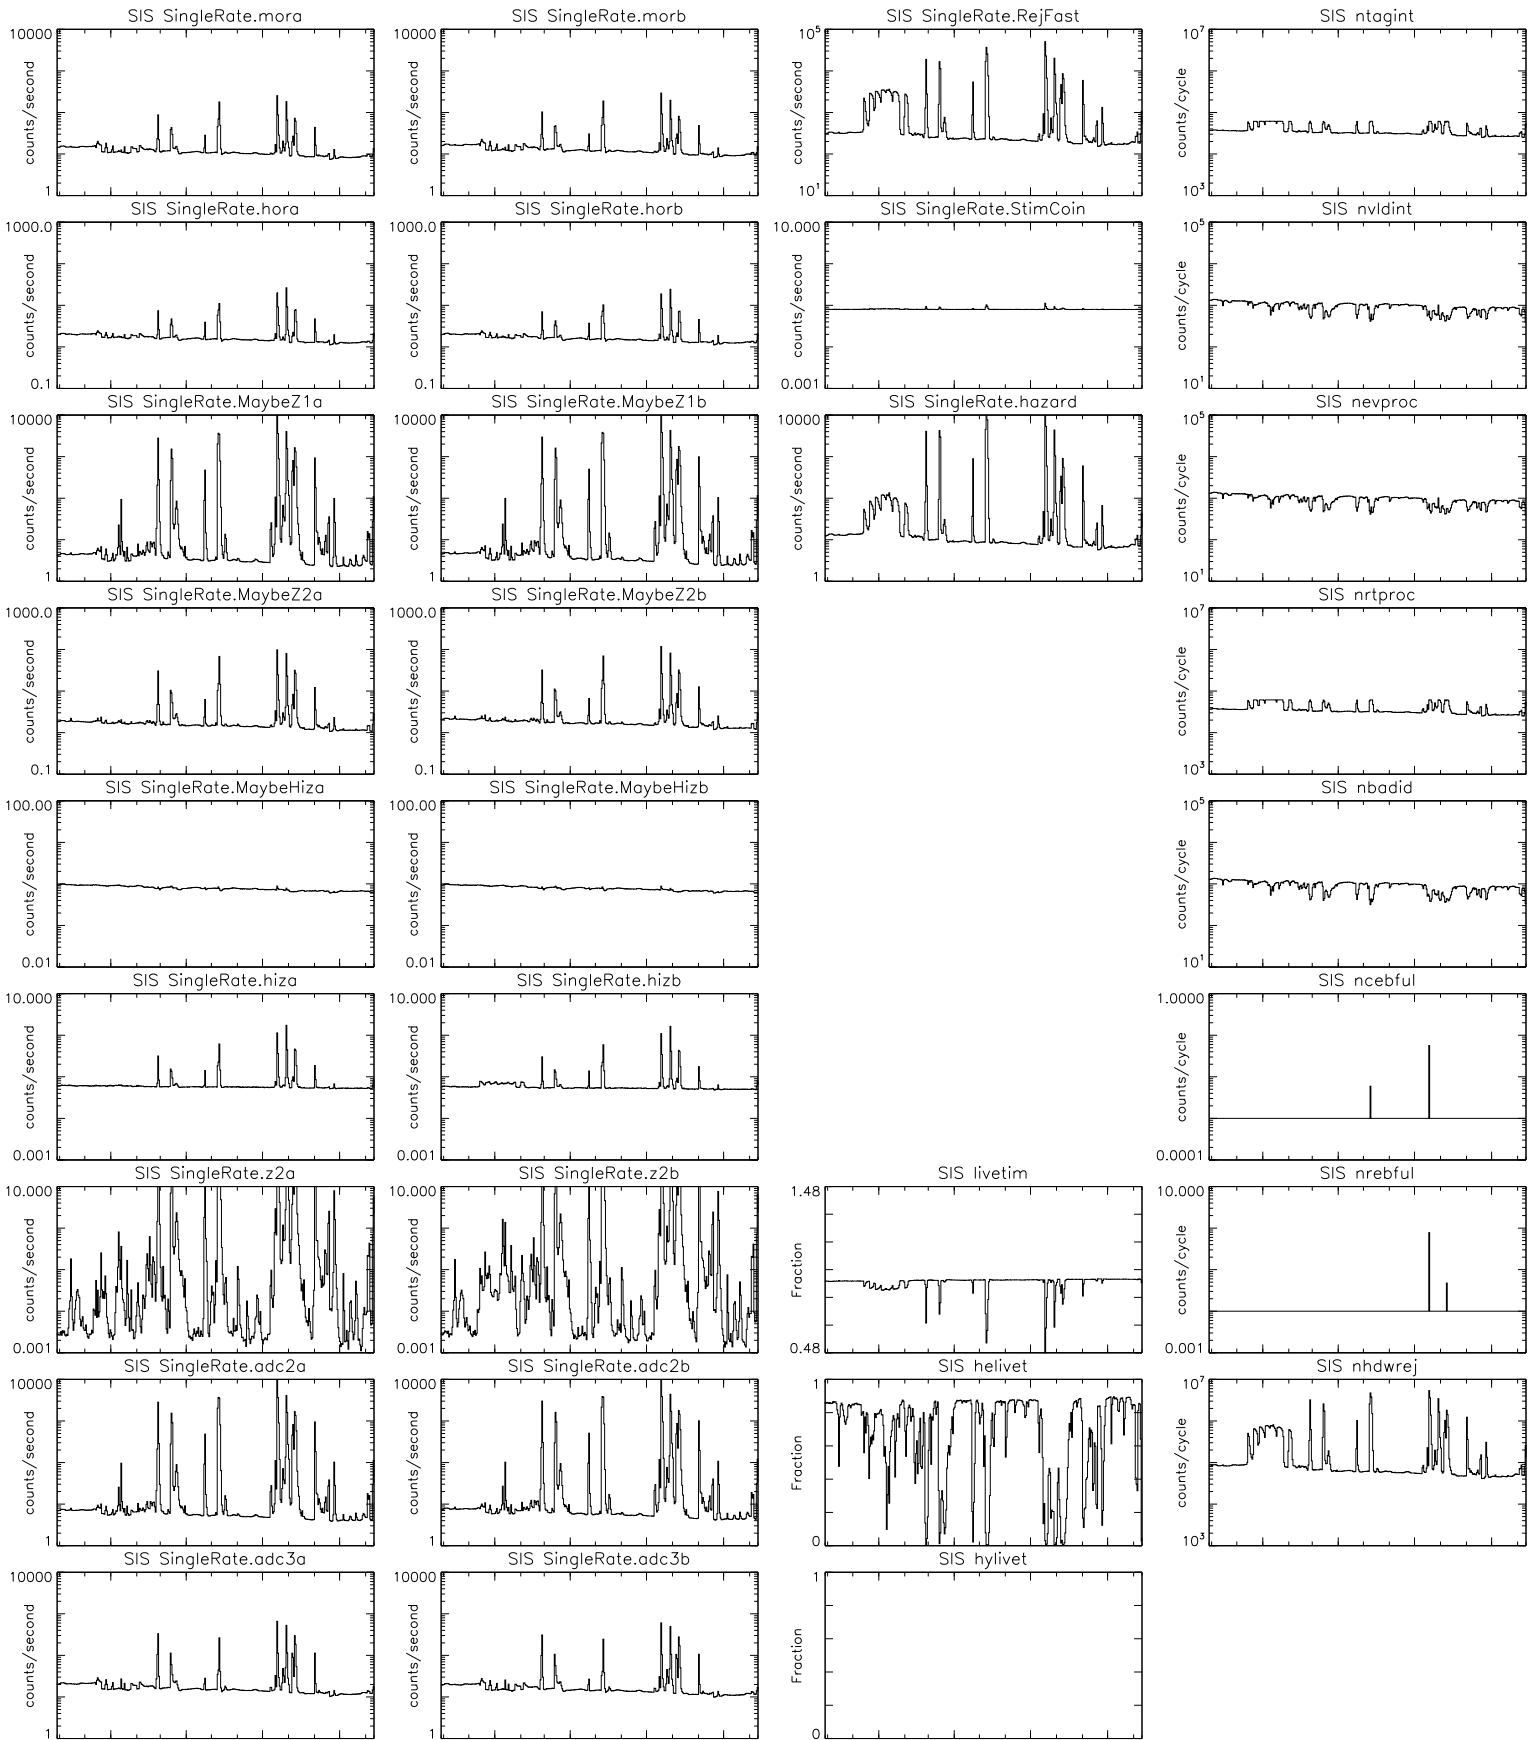 SIS SingleRate.mora
10000
counts/second
1
SIS SingleRate.morb
10000
counts/second
1
SIS SingleRate.RejFast
10^5
counts/second
10^1
SIS ntagint
10^7
counts/cycle
10^3
SIS SingleRate.hora
1000.0
counts/second
0.1
SIS SingleRate.horb
1000.0
counts/second
0.1
SIS SingleRate.StimCoin
10.000
counts/second
0.001
SIS nvldint
10^5
counts/cycle
10^1
SIS SingleRate.MaybeZ1a
10000
counts/second
1
SIS SingleRate.MaybeZ1b
10000
counts/second
1
SIS SingleRate.hazard
10000
counts/second
1
SIS nevproc
10^5
counts/cycle
10^1
SIS SingleRate.MaybeZ2a
1000.0
counts/second
0.1
SIS SingleRate.MaybeZ2b
1000.0
counts/second
0.1
SIS nrtproc
10^7
counts/cycle
10^3
SIS SingleRate.MaybeHiza
100.00
counts/second
0.01
SIS SingleRate.MaybeHizb
100.00
counts/second
0.01
SIS nbadid
10^5
counts/cycle
10^1
SIS SingleRate.hiza
10.000
counts/second
0.001
SIS SingleRate.hizb
10.000
counts/second
0.001
SIS ncebful
1.0000
counts/cycle
0.0001
SIS SingleRate.z2a
10.000
counts/second
0.001
SIS SingleRate.z2b
10.000
counts/second
0.001
SIS livetim
1.48
Fraction
0.48
SIS nrebful
10.000
counts/cycle
0.001
SIS SingleRate.adc2a
10000
counts/second
1
SIS SingleRate.adc2b
10000
counts/second
1
SIS helivet
1
Fraction
0
SIS nhdwrej
10^7
counts/cycle
10^3
SIS SingleRate.adc3a
10000
counts/second
1
SIS SingleRate.adc3b
10000
counts/second
1
SIS hylivet
1
Fraction
0